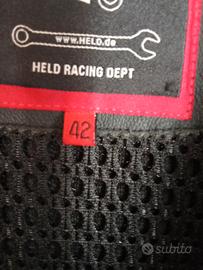 www.HELD.de
HELD RACING DEPT
42
subito